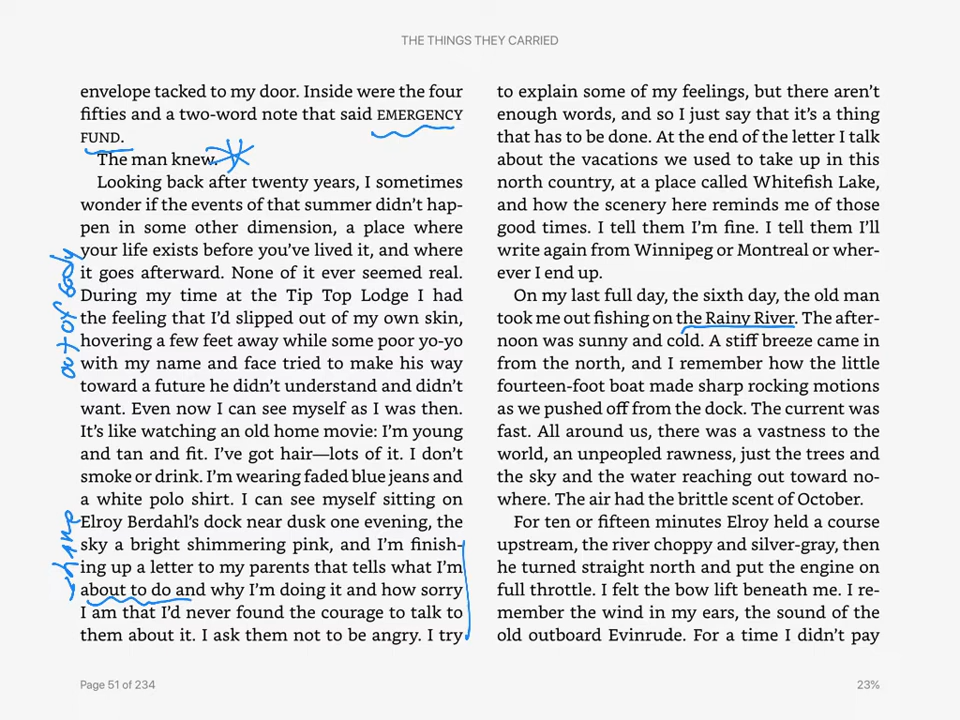 THE THINGS THEY CARRIED
envelope tacked to my door. Inside were the four
fifties and a two-word note that said EMERGENCY
FUND.
The man knew.
Looking back after twenty years, I sometimes
wonder if the events of that summer didn't hap-
pen in some other dimension, a place where
your life exists before you've lived it, and where
it goes afterward. None of it ever seemed real.
During my time at the Tip Top Lodge I had
the feeling that I'd slipped out of my own skin,
hovering a few feet away while some poor yo-yo
with my name and face tried to make his way
toward a future he didn't understand and didn't
want. Even now I can see myself as I was then.
It's like watching an old home movie: I'm young
and tan and fit. I've got hair—lots of it. I don't
smoke or drink. I'm wearing faded blue jeans and
a white polo shirt. I can see myself sitting on
Elroy Berdahl's dock near dusk one evening, the
sky a bright shimmering pink, and I'm finish-
ing up a letter to my parents that tells what I'm
about to do and why I'm doing it and how sorry
I am that I'd never found the courage to talk to
them about it. I ask them not to be angry. I try
out of body
shame
to explain some of my feelings, but there aren't
enough words, and so I just say that it's a thing
that has to be done. At the end of the letter I talk
about the vacations we used to take up in this
north country, at a place called Whitefish Lake,
and how the scenery here reminds me of those
good times. I tell them I'm fine. I tell them I'll
write again from Winnipeg or Montreal or wher-
ever I end up.
On my last full day, the sixth day, the old man
took me out fishing on the Rainy River. The after-
noon was sunny and cold. A stiff breeze came in
from the north, and I remember how the little
fourteen-foot boat made sharp rocking motions
as we pushed off from the dock. The current was
fast. All around us, there was a vastness to the
world, an unpeopled rawness, just the trees and
the sky and the water reaching out toward no-
where. The air had the brittle scent of October.
For ten or fifteen minutes Elroy held a course
upstream, the river choppy and silver-gray, then
he turned straight north and put the engine on
full throttle. I felt the bow lift beneath me. I re-
member the wind in my ears, the sound of the
old outboard Evinrude. For a time I didn't pay
Page 51 of 234
23%